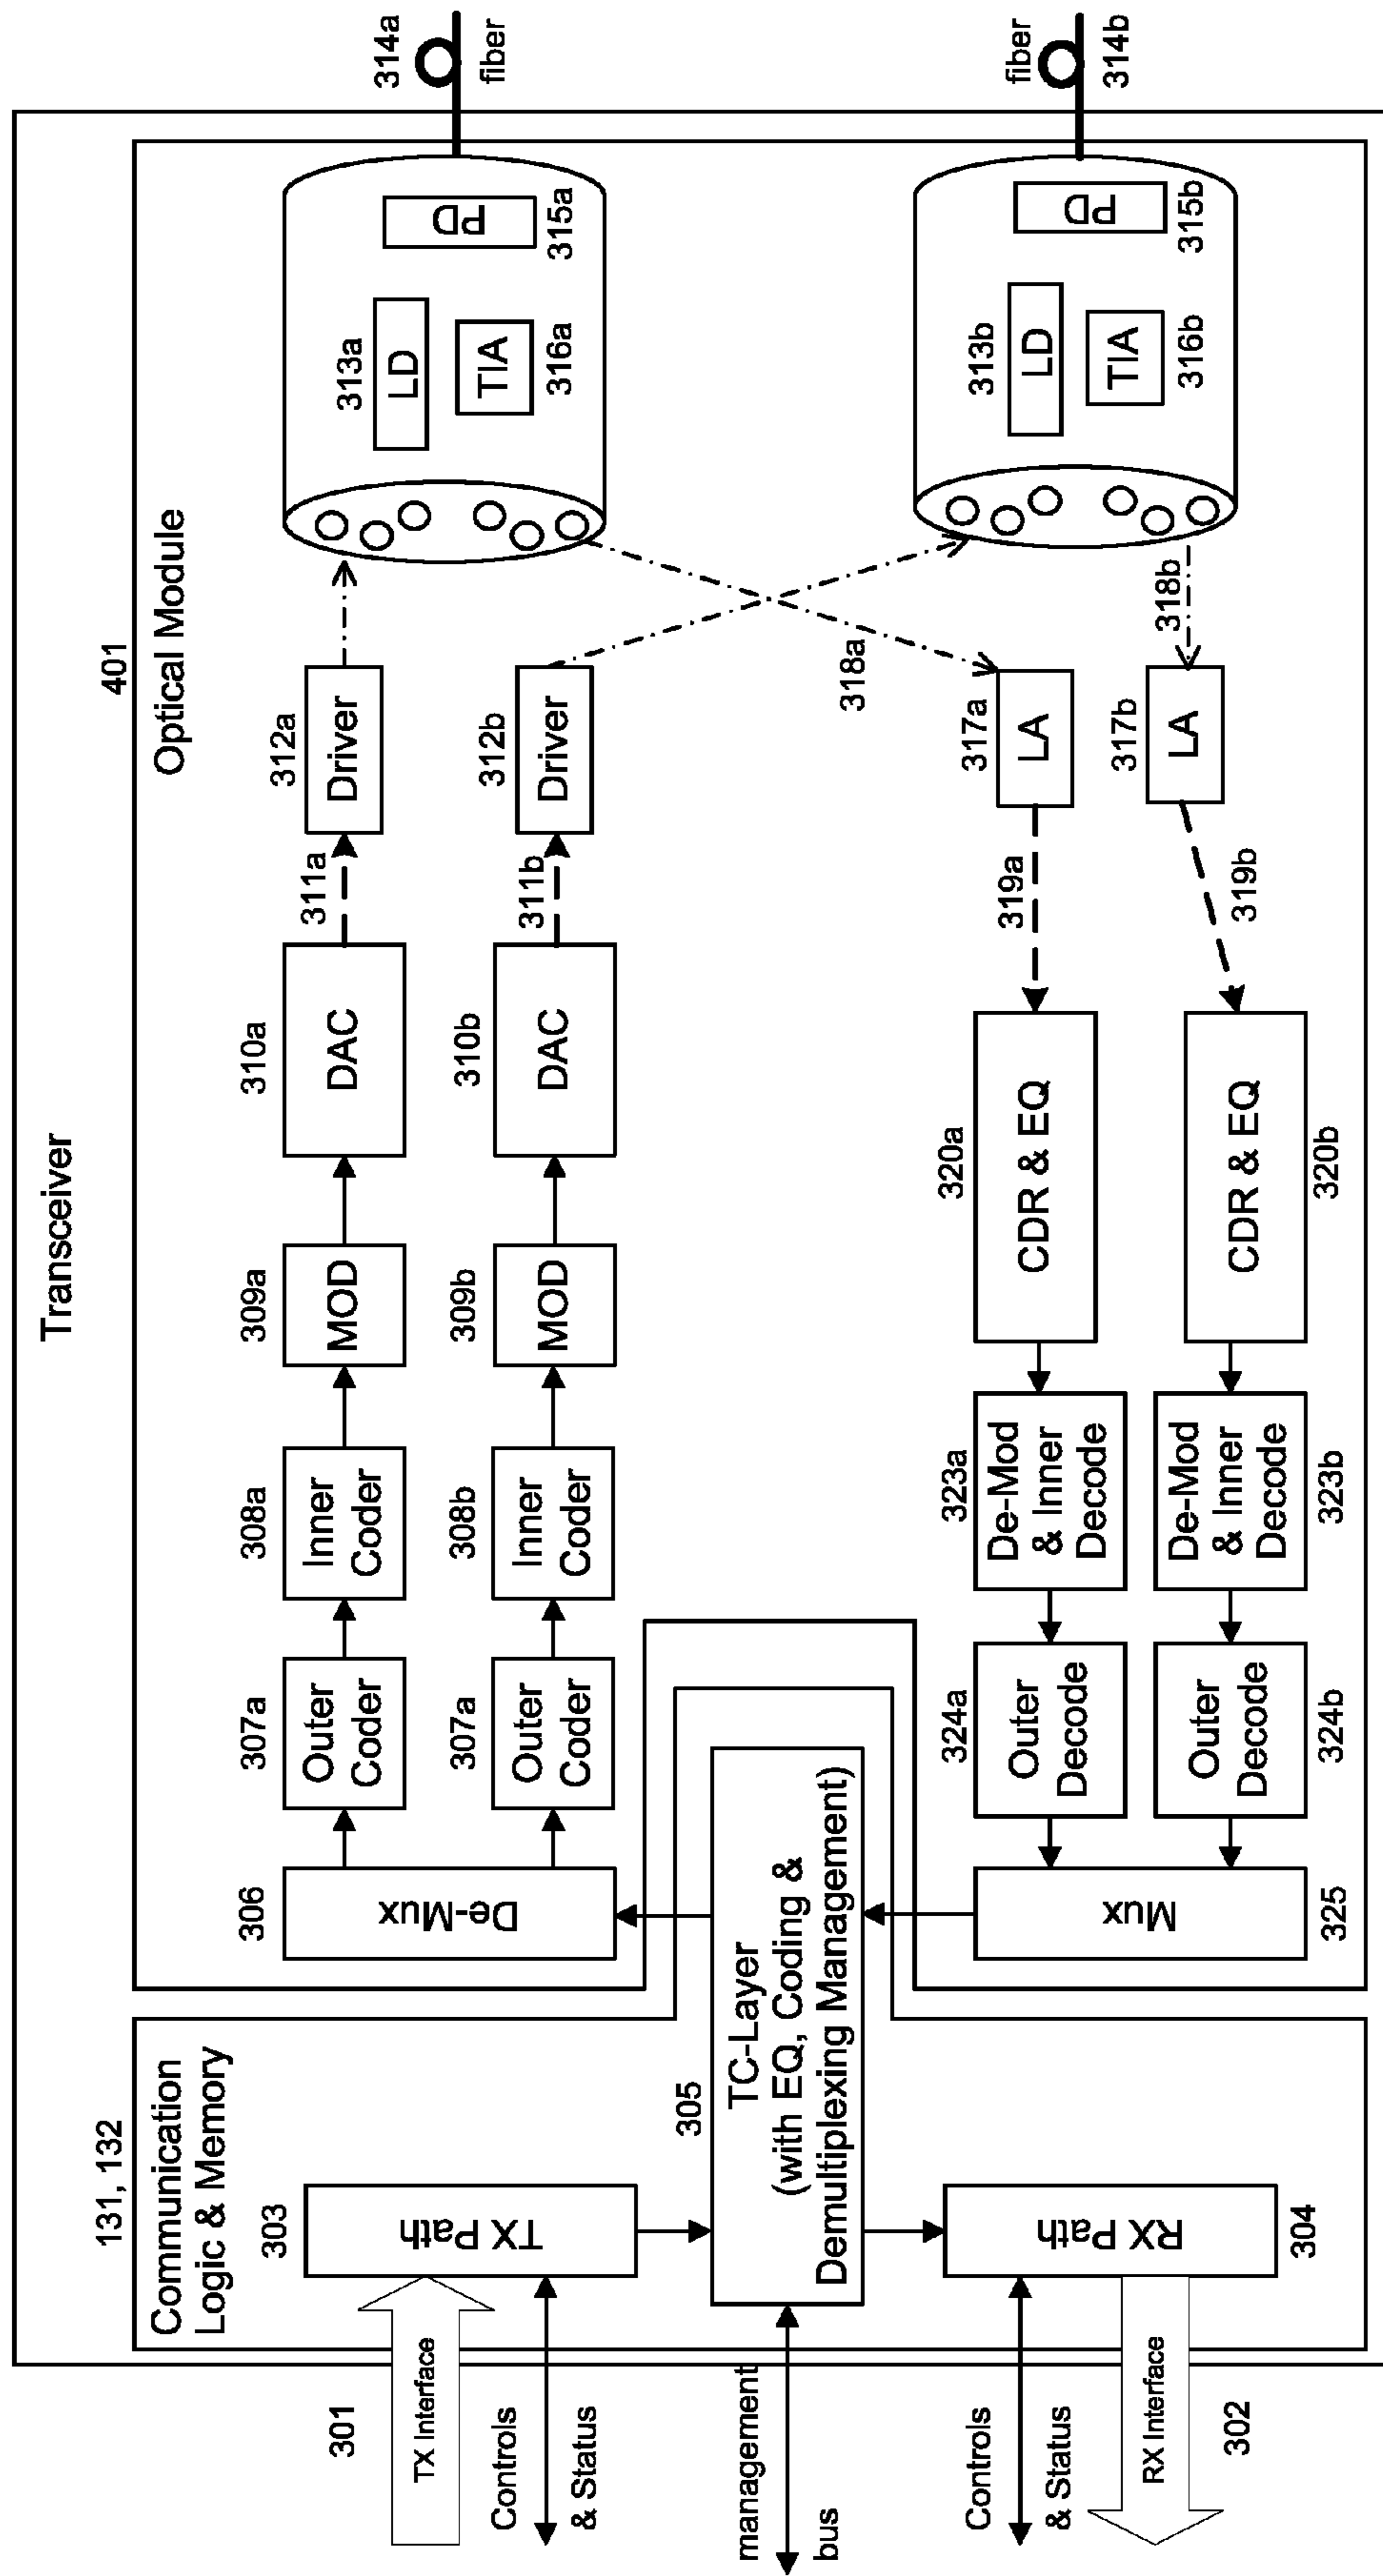 Transceiver
131, 132
Communication
Logic & Memory
401
Optical Module
301
TX Interface
Controls
& Status
management
bus
Controls
& Status
RX Interface
302
303
TX Path
305
TC-Layer
(with EQ, Coding &
Demultiplexing Management)
RX Path
304
306
De-Mux
307a
Outer
Coder
308a
Inner
Coder
309a
MOD
310a
DAC
311a
312a
Driver
313a
LD
TIA
316a
PD
315a
314a
fiber
307a
Outer
Coder
308b
Inner
Coder
309b
MOD
310b
DAC
311b
312b
Driver
313b
LD
TIA
316b
PD
315b
fiber
314b
Mux
325
324a
Outer
Decode
323a
De-Mod
& Inner
Decode
320a
CDR & EQ
319a
317a
LA
318a
Outer
Decode
324b
De-Mod
& Inner
Decode
323b
CDR & EQ
320b
319b
317b
LA
318b